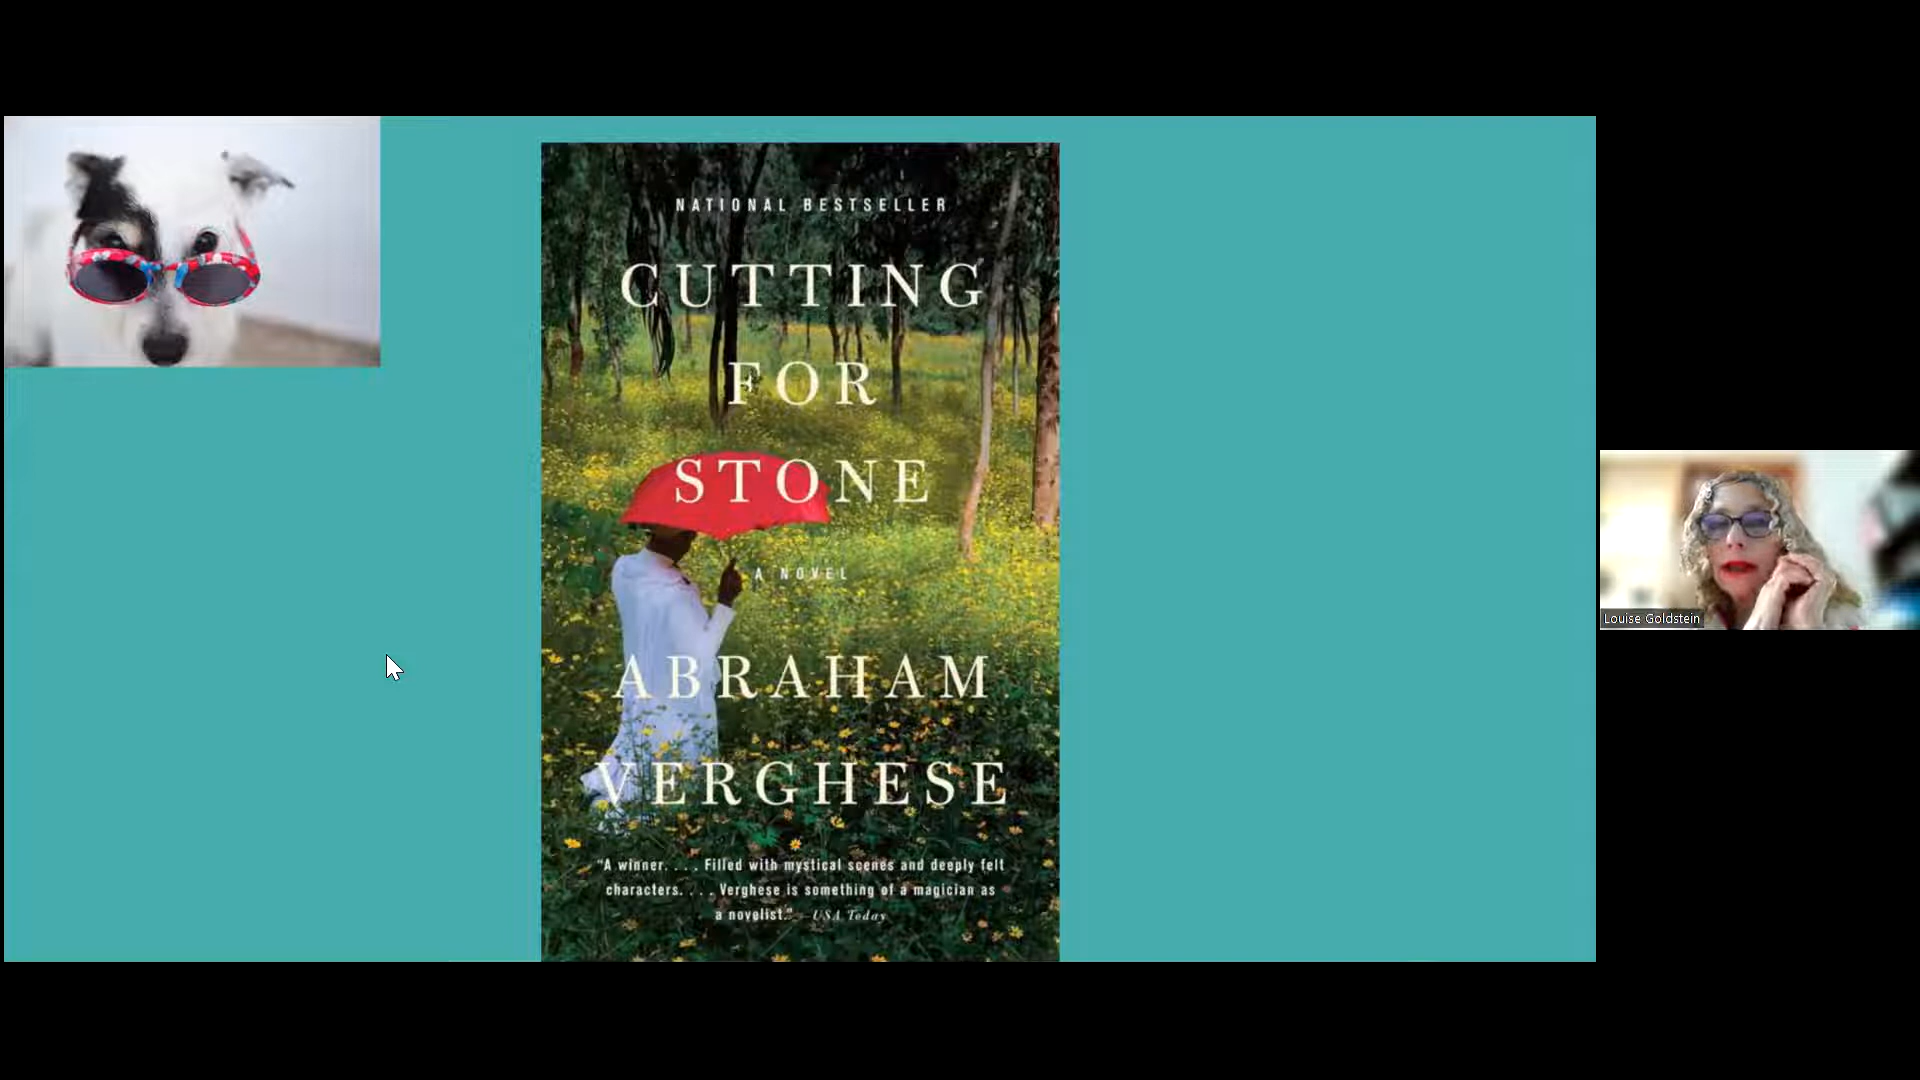 NATIONAL BESTSELLER
CUTTING
FOR
STONE
A NOVEL
ABRAHAM
VERGHESE
"A winner. . . . Filled with mystical scenes and deeply felt
characters. . . . Verghese is something of a magician as
a novelist." —USA Today
Louise Goldstein